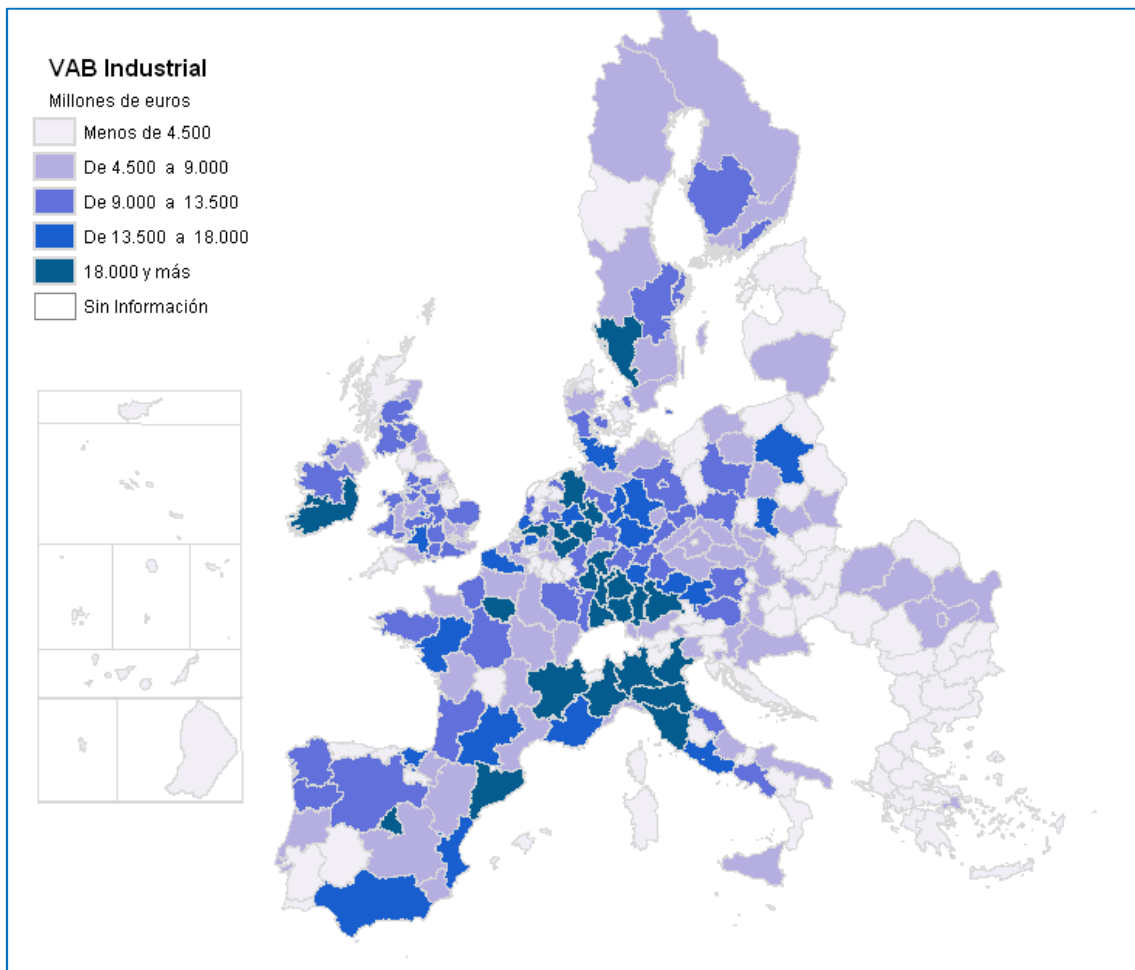 VAB Industrial
Millones de euros
Menos de 4.500
De 4.500 a 9.000
De 9.000 a 13.500
De 13.500 a 18.000
18.000 y más
Sin Información